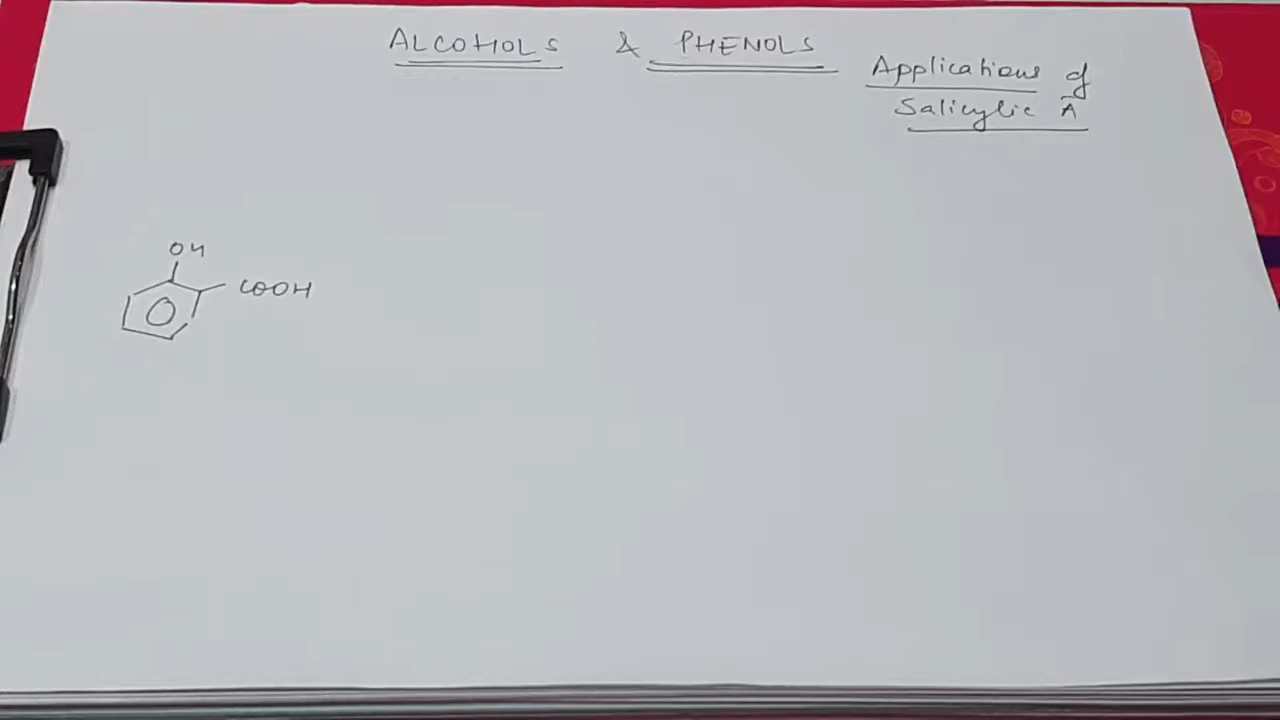 ALCOHOLS & PHENOLS
Applications of
Salicylic A
OH
COOH